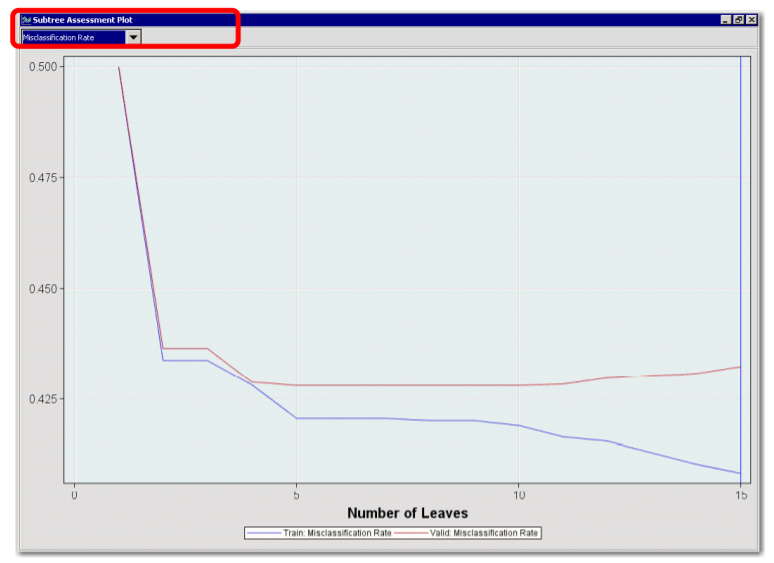 Subtree Assessment Plot
Misclassification Rate
0.500
0.475
0.450
0.425
0 5 10 15
Number of Leaves
Train: Misclassification Rate Valid: Misclassification Rate